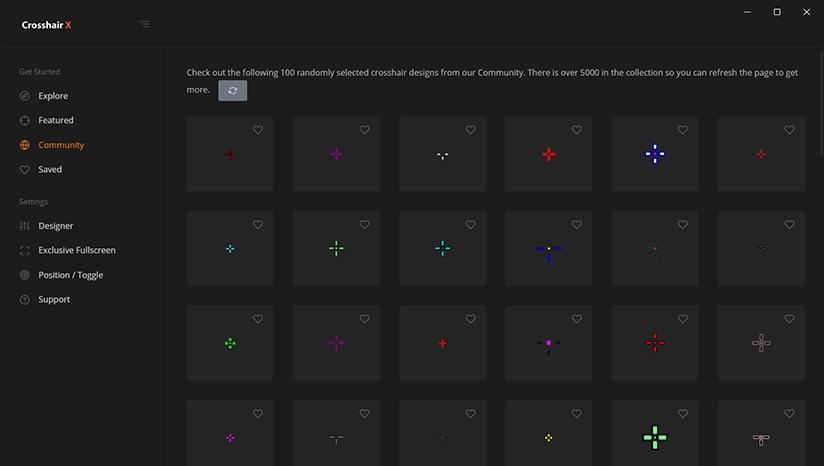 Crosshair X
Get Started
Explore
Featured
Community
Saved
Settings
Designer
Exclusive Fullscreen
Position / Toggle
Support
Check out the following 100 randomly selected crosshair designs from our Community. There is over 5000 in the collection so you can refresh the page to get
more.